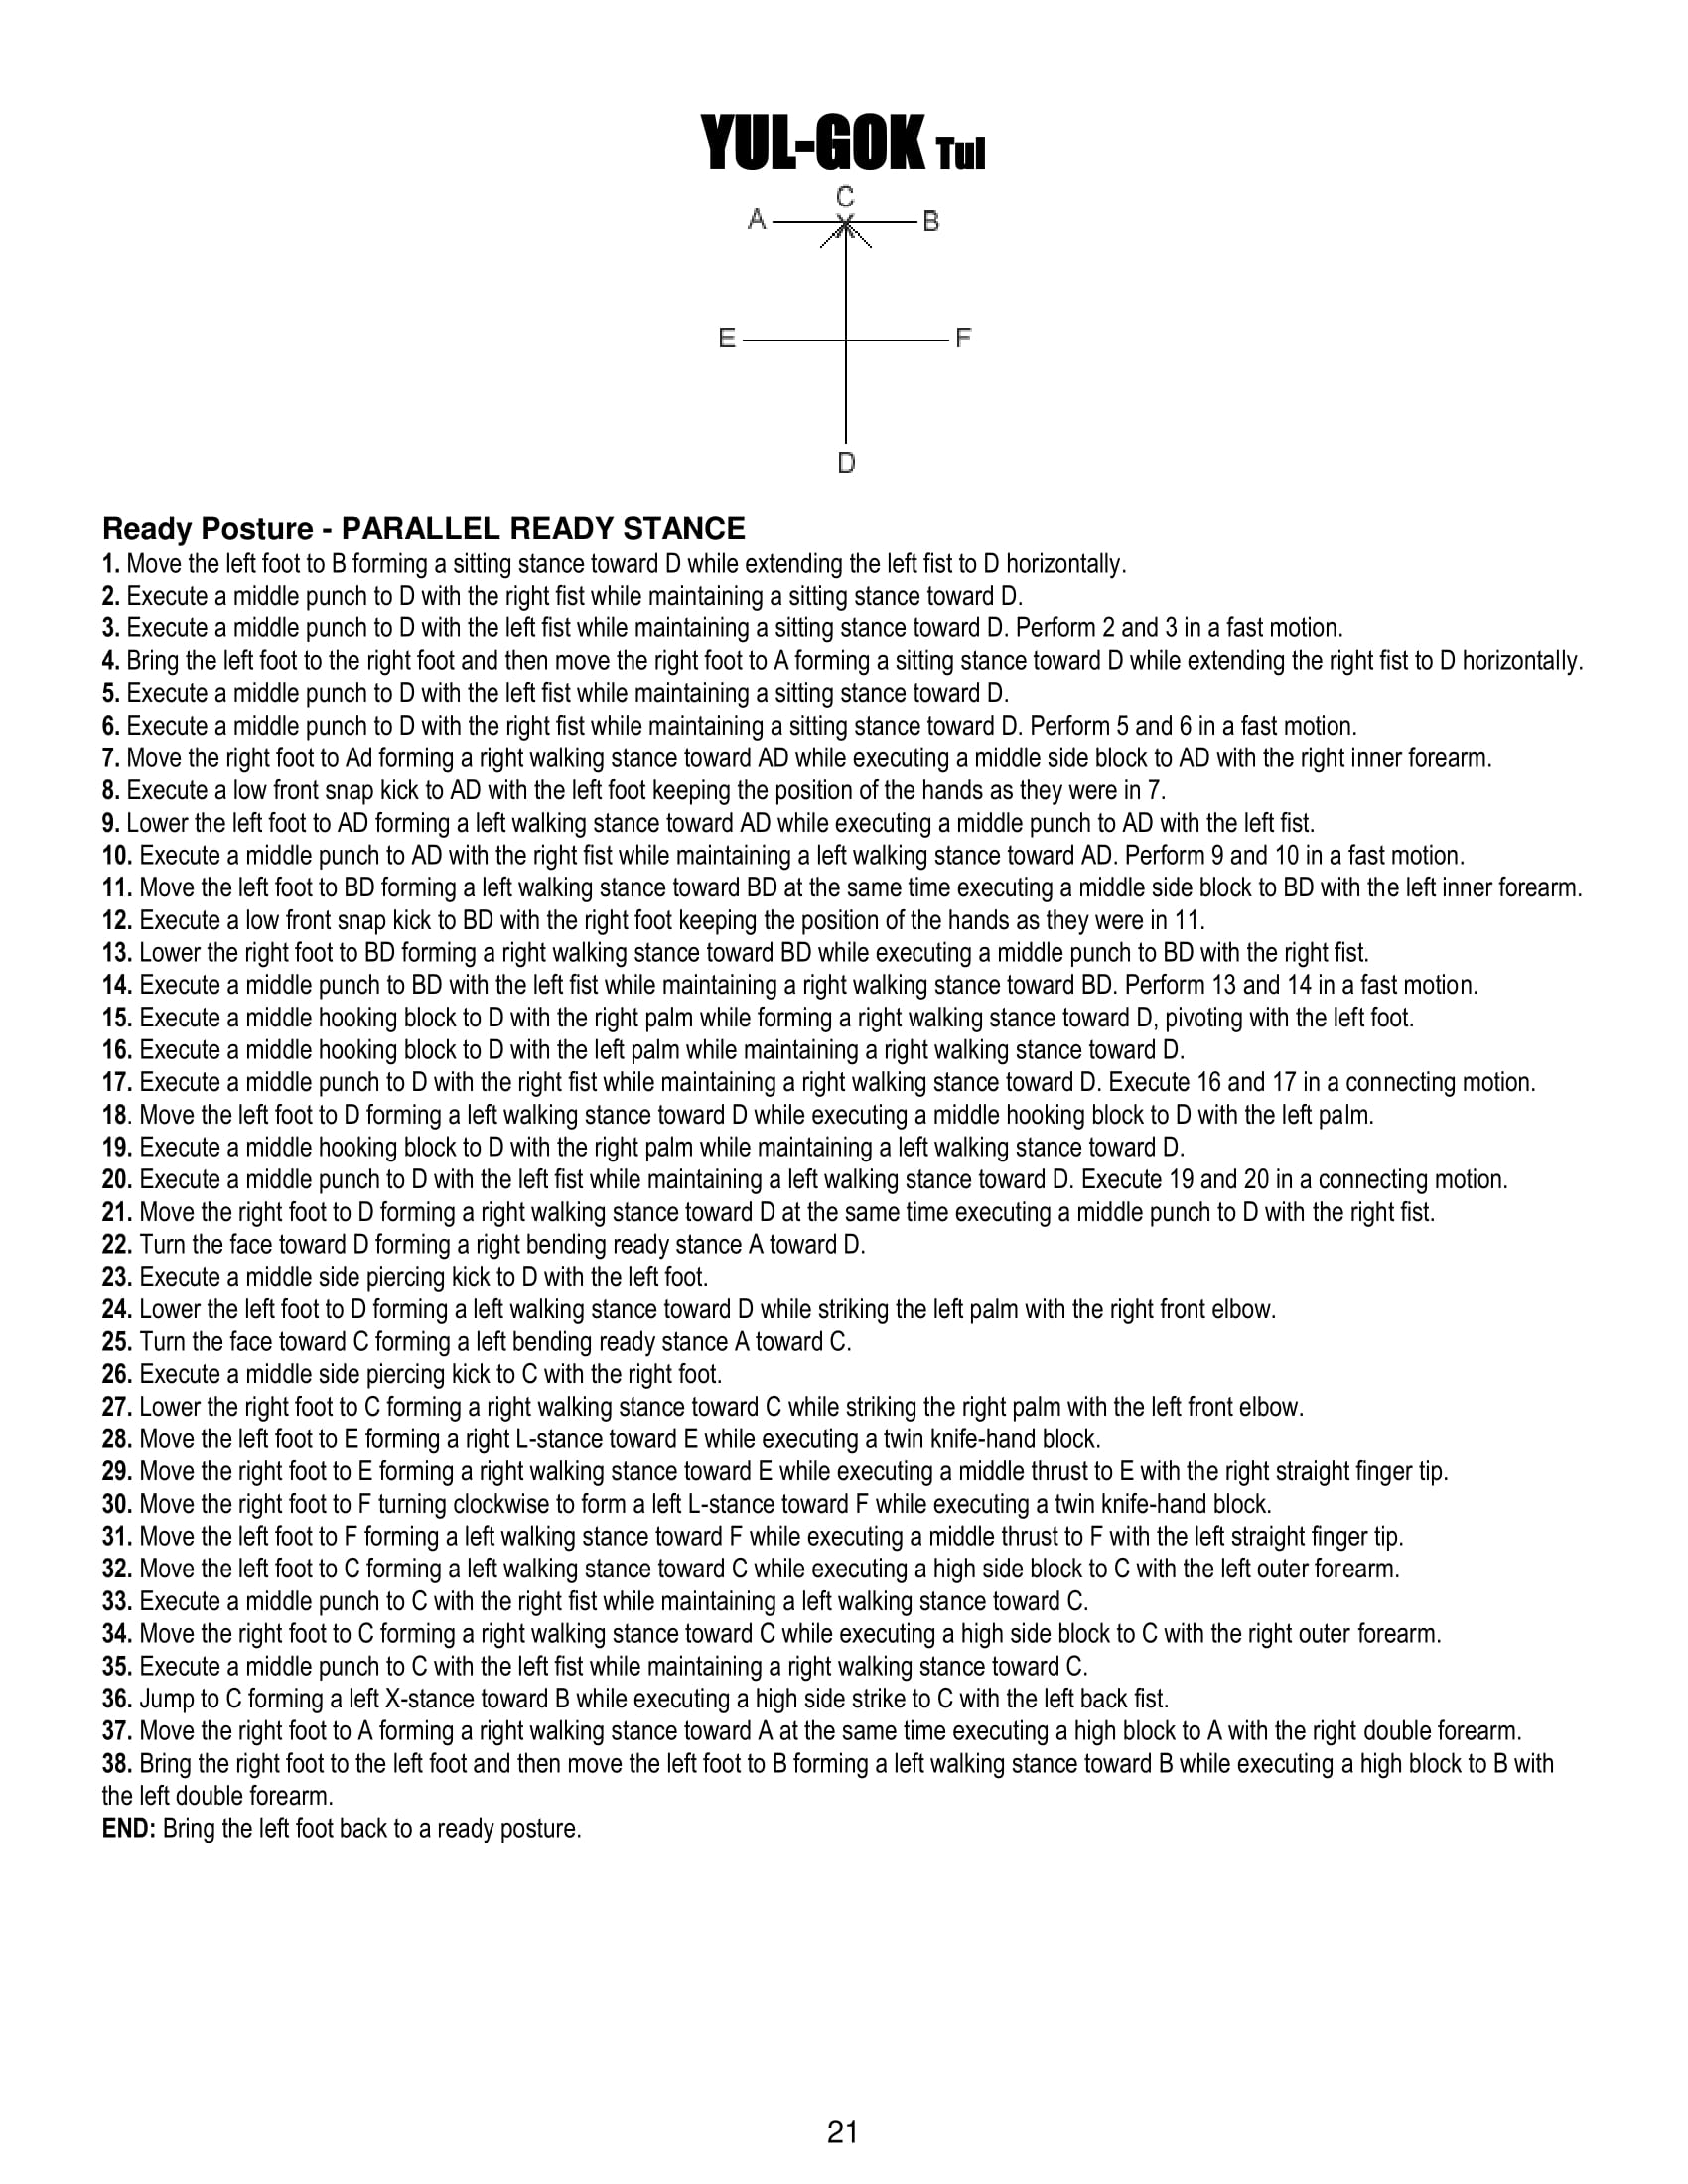 YUL-GOK Tul
C
A
B
E
F
D
Ready Posture - PARALLEL READY STANCE
1. Move the left foot to B forming a sitting stance toward D while extending the left fist to D horizontally.
2. Execute a middle punch to D with the right fist while maintaining a sitting stance toward D.
3. Execute a middle punch to D with the left fist while maintaining a sitting stance toward D. Perform 2 and 3 in a fast motion.
4. Bring the left foot to the right foot and then move the right foot to A forming a sitting stance toward D while extending the right fist to D horizontally.
5. Execute a middle punch to D with the left fist while maintaining a sitting stance toward D.
6. Execute a middle punch to D with the right fist while maintaining a sitting stance toward D. Perform 5 and 6 in a fast motion.
7. Move the right foot to Ad forming a right walking stance toward AD while executing a middle side block to AD with the right inner forearm.
8. Execute a low front snap kick to AD with the left foot keeping the position of the hands as they were in 7.
9. Lower the left foot to AD forming a left walking stance toward AD while executing a middle punch to AD with the left fist.
10. Execute a middle punch to AD with the right fist while maintaining a left walking stance toward AD. Perform 9 and 10 in a fast motion.
11. Move the left foot to BD forming a left walking stance toward BD at the same time executing a middle side block to BD with the left inner forearm.
12. Execute a low front snap kick to BD with the right foot keeping the position of the hands as they were in 11.
13. Lower the right foot to BD forming a right walking stance toward BD while executing a middle punch to BD with the right fist.
14. Execute a middle punch to BD with the left fist while maintaining a right walking stance toward BD. Perform 13 and 14 in a fast motion.
15. Execute a middle hooking block to D with the right palm while forming a right walking stance toward D, pivoting with the left foot.
16. Execute a middle hooking block to D with the left palm while maintaining a right walking stance toward D.
17. Execute a middle punch to D with the right fist while maintaining a right walking stance toward D. Execute 16 and 17 in a connecting motion.
18. Move the left foot to D forming a left walking stance toward D while executing a middle hooking block to D with the left palm.
19. Execute a middle hooking block to D with the right palm while maintaining a left walking stance toward D.
20. Execute a middle punch to D with the left fist while maintaining a left walking stance toward D. Execute 19 and 20 in a connecting motion.
21. Move the right foot to D forming a right walking stance toward D at the same time executing a middle punch to D with the right fist.
22. Turn the face toward D forming a right bending ready stance A toward D.
23. Execute a middle side piercing kick to D with the left foot.
24. Lower the left foot to D forming a left walking stance toward D while striking the left palm with the right front elbow.
25. Turn the face toward C forming a left bending ready stance A toward C.
26. Execute a middle side piercing kick to C with the right foot.
27. Lower the right foot to C forming a right walking stance toward C while striking the right palm with the left front elbow.
28. Move the left foot to E forming a right L-stance toward E while executing a twin knife-hand block.
29. Move the right foot to E forming a right walking stance toward E while executing a middle thrust to E with the right straight finger tip.
30. Move the right foot to F turning clockwise to form a left L-stance toward F while executing a twin knife-hand block.
31. Move the left foot to F forming a left walking stance toward F while executing a middle thrust to F with the left straight finger tip.
32. Move the left foot to C forming a left walking stance toward C while executing a high side block to C with the left outer forearm.
33. Execute a middle punch to C with the right fist while maintaining a left walking stance toward C.
34. Move the right foot to C forming a right walking stance toward C while executing a high side block to C with the right outer forearm.
35. Execute a middle punch to C with the left fist while maintaining a right walking stance toward C.
36. Jump to C forming a left X-stance toward B while executing a high side strike to C with the left back fist.
37. Move the right foot to A forming a right walking stance toward A at the same time executing a high block to A with the right double forearm.
38. Bring the right foot to the left foot and then move the left foot to B forming a left walking stance toward B while executing a high block to B with
the left double forearm.
END: Bring the left foot back to a ready posture.
21